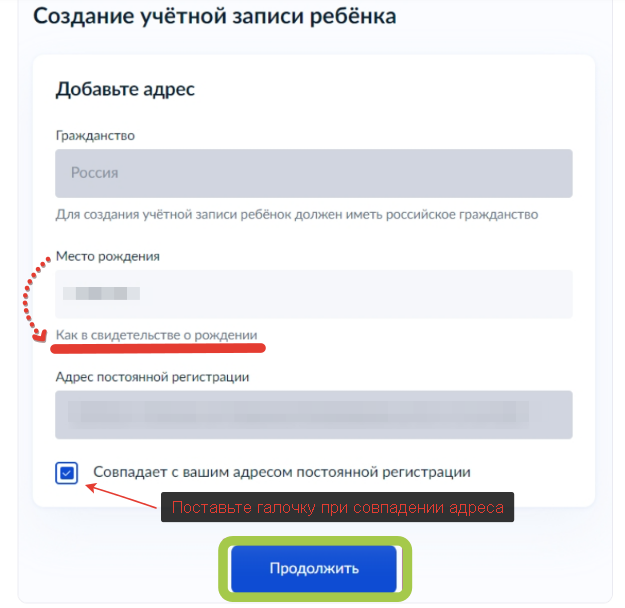 Создание учётной записи ребёнка
Добавьте адрес
Гражданство
Россия
Для создания учётной записи ребёнок должен иметь российское гражданство
Место рождения
Как в свидетельстве о рождении
Адрес постоянной регистрации
Совпадает с вашим адресом постоянной регистрации
Поставьте галочку при совпадении адреса
Продолжить